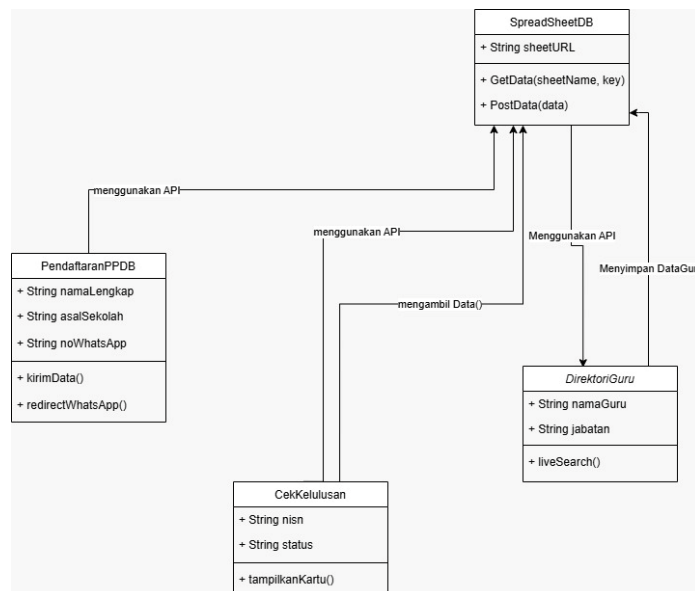 SpreadSheetDB
+ String sheetURL
+ GetData(sheetName, key)
+ PostData(data)
menggunakan API
menggunakan API
Menggunakan API
Menyimpan DataGur
PendaftaranPPDB
+ String namaLengkap
+ String asalSekolah
+ String noWhatsApp
+ kirimData()
+ redirectWhatsApp()
mengambil Data()
DirektoriGuru
+ String namaGuru
+ String jabatan
+ liveSearch()
CekKelulusan
+ String nisn
+ String status
+ tampilkanKartu()